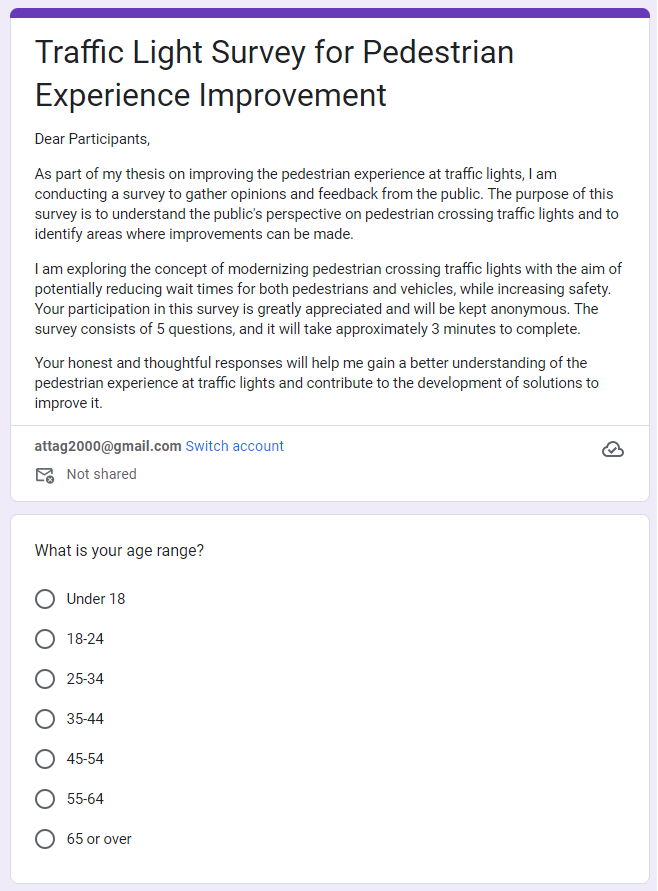 Traffic Light Survey for Pedestrian
Experience Improvement
Dear Participants,
As part of my thesis on improving the pedestrian experience at traffic lights, I am
conducting a survey to gather opinions and feedback from the public. The purpose of this
survey is to understand the public's perspective on pedestrian crossing traffic lights and to
identify areas where improvements can be made.
I am exploring the concept of modernizing pedestrian crossing traffic lights with the aim of
potentially reducing wait times for both pedestrians and vehicles, while increasing safety.
Your participation in this survey is greatly appreciated and will be kept anonymous. The
survey consists of 5 questions, and it will take approximately 3 minutes to complete.
Your honest and thoughtful responses will help me gain a better understanding of the
pedestrian experience at traffic lights and contribute to the development of solutions to
improve it.
attag2000@gmail.com Switch account
Not shared
What is your age range?
Under 18
18-24
25-34
35-44
45-54
55-64
65 or over